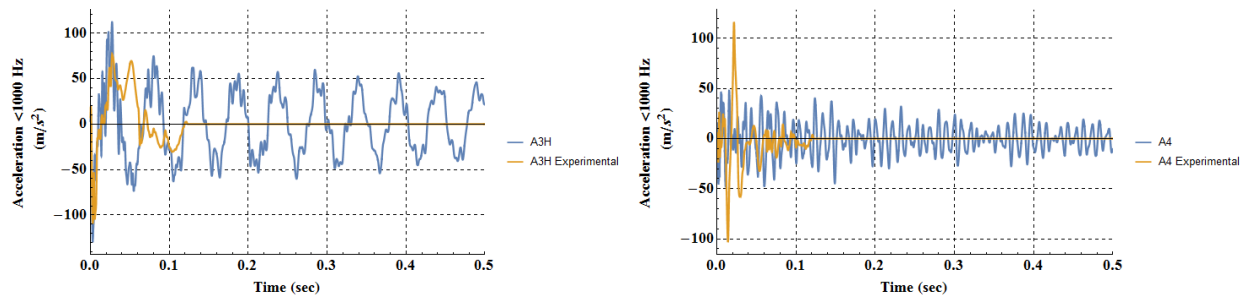 Acceleration <1000 Hz
(m/s²)
100
50
0
−50
−100
0.0 0.1 0.2 0.3 0.4 0.5
Time (sec)
A3H
A3H Experimental
Acceleration <1000 Hz
(m/s²)
100
50
0
−50
−100
0.0 0.1 0.2 0.3 0.4 0.5
Time (sec)
A4
A4 Experimental